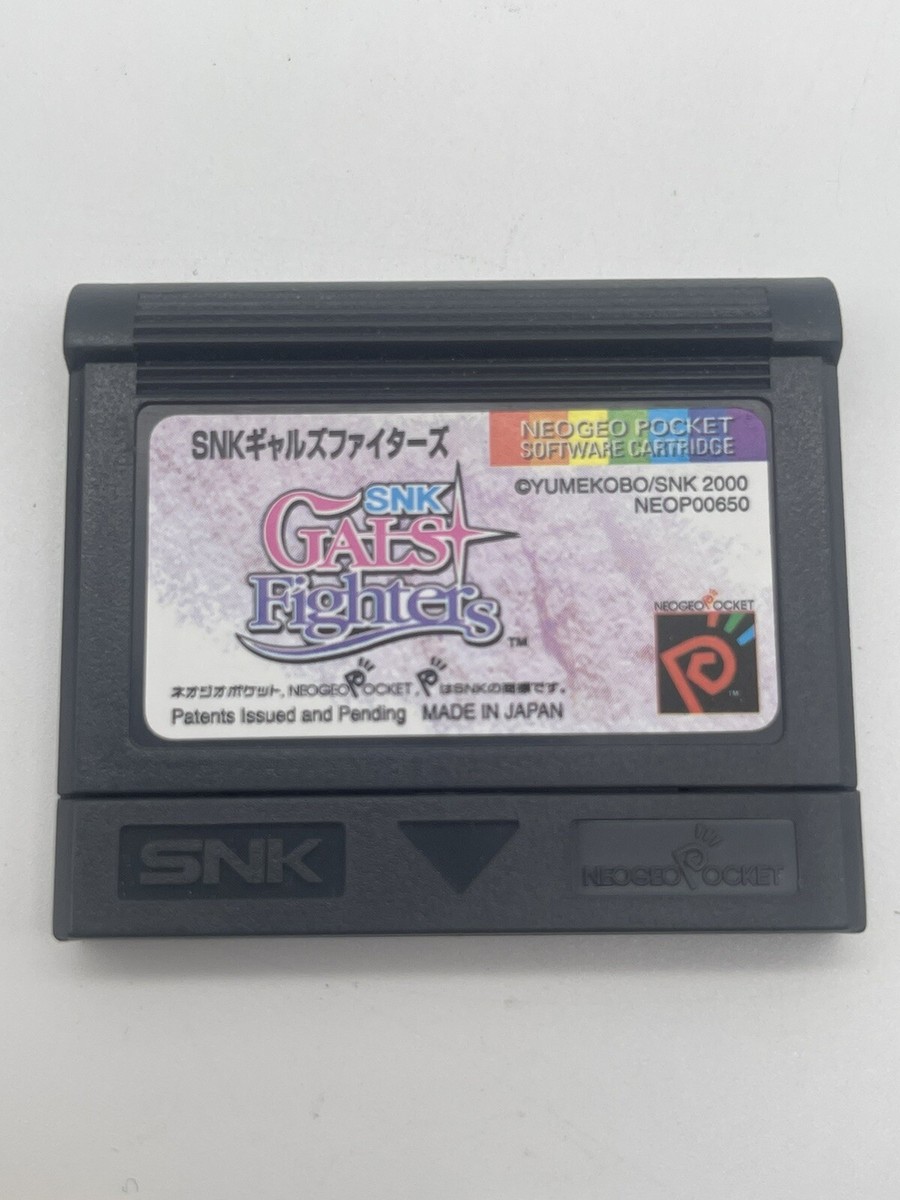 SNKギャルズファイターズ
NEOGEO POCKET
SOFTWARE CARTRIDGE
©YUMEKOBO/SNK 2000
NEOP00650
SNK
GALS'
Fighters
TM
NEOGEO POCKET
TM
ネオジオポケット, NEOGEO POCKET, PはSNKの商標です。
Patents Issued and Pending MADE IN JAPAN
SNK
NEOGEO POCKET